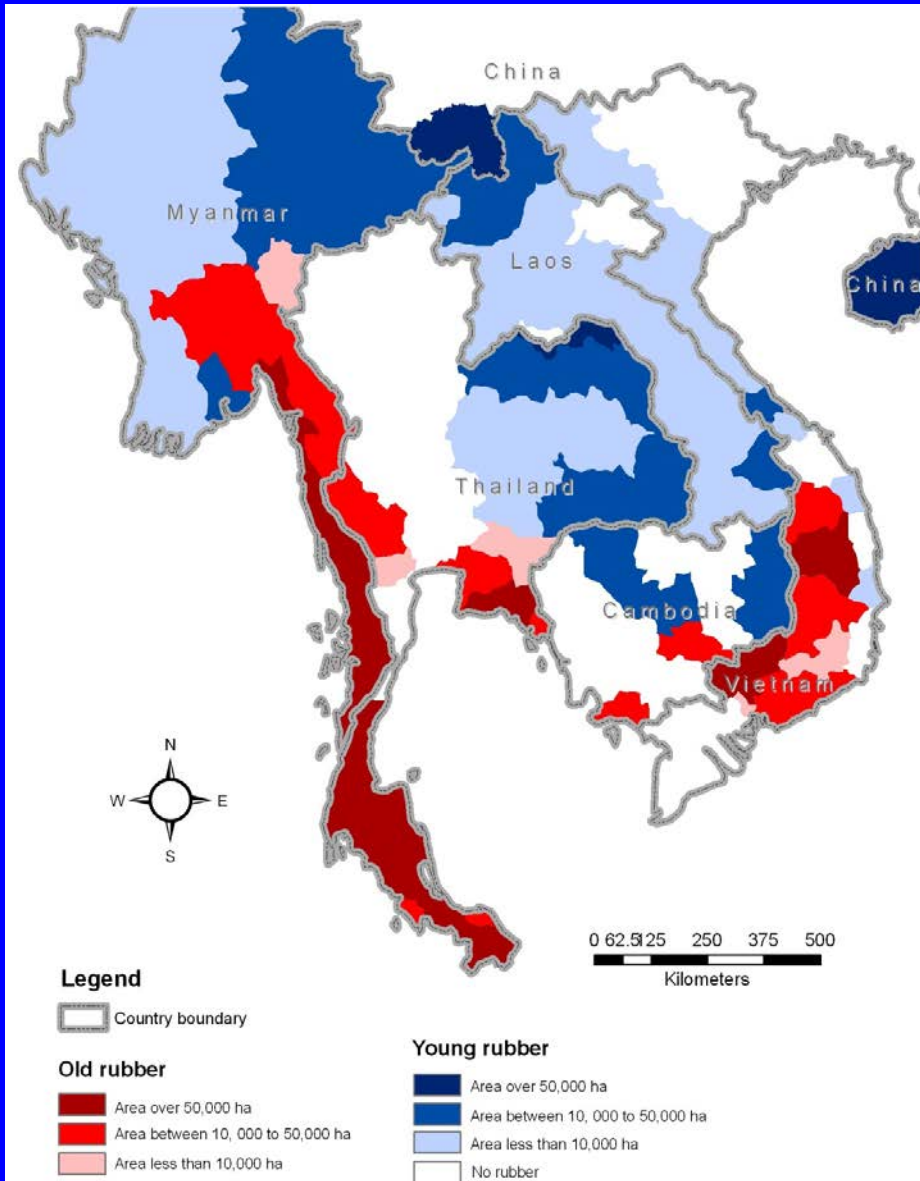 China
Myanmar
Laos
China
Thailand
Cambodia
Vietnam
N
W E
S
0 62.5125 250 375 500
Kilometers
Legend
Country boundary
Old rubber
Area over 50,000 ha
Area between 10, 000 to 50,000 ha
Area less than 10,000 ha
Young rubber
Area over 50,000 ha
Area between 10, 000 to 50,000 ha
Area less than 10,000 ha
No rubber